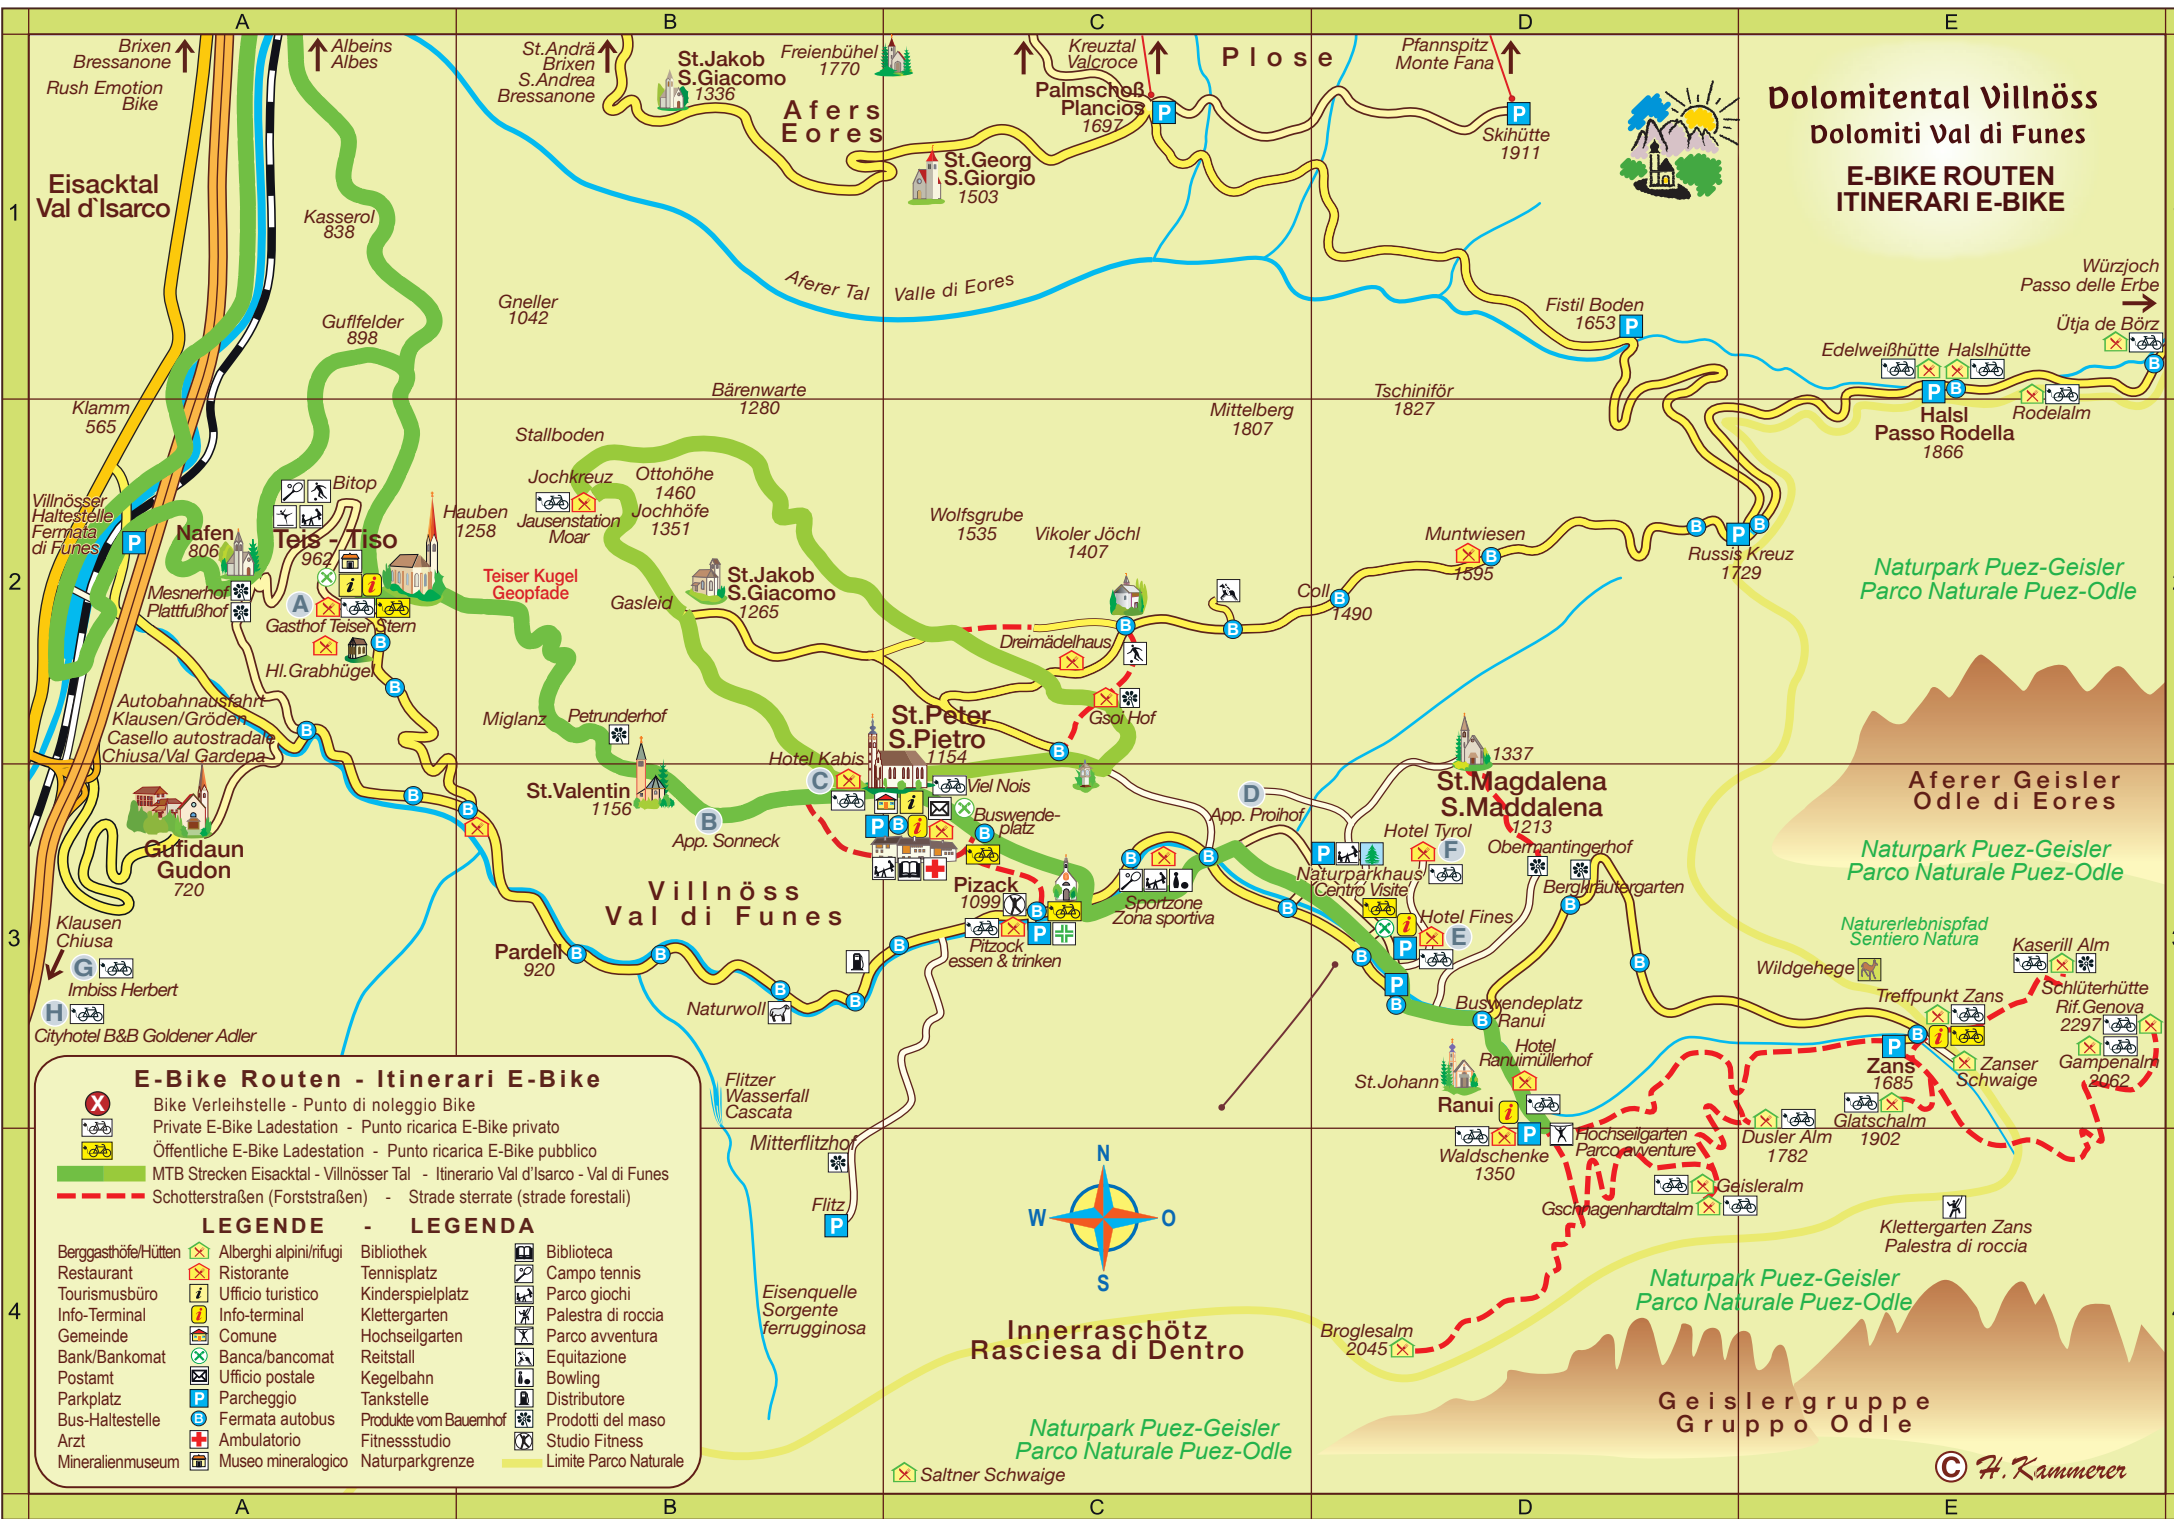 A
B
C
D
E
Brixen
Bressanone
Rush Emotion
Bike
Albeins
Albes
St.Andrä
Brixen
S.Andrea
Bressanone
St.Jakob
S.Giacomo
1336
Freienbühel
1770
Afers
Eores
Kreuztal
Valcroce
Palmschoß
Plancios
1697
P
Plose
Pfannspitz
Monte Fana
P
Skihütte
1911
Dolomitental Villnöss
Dolomiti Val di Funes
E-BIKE ROUTEN
ITINERARI E-BIKE
St.Georg
S.Giorgio
1503
1
Eisacktal
Val d`Isarco
Kasserol
838
Aferer Tal
Valle di Eores
Gneller
1042
Guflfelder
898
Fistil Boden
1653
P
Würzjoch
Passo delle Erbe
Ütja de Börz
B
Edelweißhütte
Halslhütte
P
B
Rodelalm
Halsl
Passo Rodella
1866
Klamm
565
Bärenwarte
1280
Mittelberg
1807
Tschiniför
1827
Stallboden
Jochkreuz
Jausenstation
Moar
Ottohöhe
1460
Jochhöfe
1351
Bitop
Villnösser
Haltestelle
Fermata
di Funes
P
Nafen
806
Teis - Tiso
962
Hauben
1258
Wolfsgrube
1535
Vikoler Jöchl
1407
Muntwiesen
1595
B
B
P
B
Russis Kreuz
1729
2
Mesnerhof
Plattfußhof
A
i
i
Gasthof Teiser Stern
B
Hl.Grabhügel
B
Teiser Kugel
Geopfade
Gasleid
St.Jakob
S.Giacomo
1265
Coll
B
1490
B
B
Dreimädelhaus
Gsoi Hof
B
Naturpark Puez-Geisler
Parco Naturale Puez-Odle
Autobahnausfahrt
Klausen/Gröden
Casello autostradale
Chiusa/Val Gardena
B
Miglanz
Petrunderhof
St.Peter
S.Pietro
1154
Hotel Kabis
C
Viel Nois
i
P
B
i
Buswende-
platz
B
St.Valentin
1156
B
App. Sonneck
D
App. Proihof
1337
St.Magdalena
S.Maddalena
1213
Aferer Geisler
Odle di Eores
Naturpark Puez-Geisler
Parco Naturale Puez-Odle
B
B
Gufidaun
Gudon
720
Hotel Tyrol
F
Obermantingerhof
Bergkräutergarten
B
P
Naturparkhaus
Centro Visite
B
B
Sportzone
Zona sportiva
B
Pizack
1099
B
P
Pitzock
essen & trinken
Villnöss
Val di Funes
3
Klausen
Chiusa
G
Imbiss Herbert
H
Cityhotel B&B Goldener Adler
Pardell
920
B
B
B
B
B
Naturwoll
i
P
Hotel Fines
E
B
P
B
B
Buswendeplatz
Ranui
B
Naturerlebnispfad
Sentiero Natura
Wildgehege
Kaserill Alm
Treffpunkt Zans
B
i
P
Zans
1685
Schlüterhütte
Rif.Genova
2297
Gampenalm
2062
Zanser
Schwaige
Glatschalm
1902
Hotel
Ranuimüllerhof
St.Johann
Ranui
i
P
Waldschenke
1350
Hochseilgarten
Parco avventure
Dusler Alm
1782
Geisleralm
Gschnagenhardtalm
Klettergarten Zans
Palestra di roccia
Flitzer
Wasserfall
Cascata
Mitterflitzhof
Flitz
P
Eisenquelle
Sorgente
ferrugginosa
N
W
O
S
Innerraschötz
Rasciesa di Dentro
Broglesalm
2045
Naturpark Puez-Geisler
Parco Naturale Puez-Odle
Geislergruppe
Gruppo Odle
Naturpark Puez-Geisler
Parco Naturale Puez-Odle
Saltner Schwaige
© H. Kammerer
4
E-Bike Routen - Itinerari E-Bike
X
Bike Verleihstelle - Punto di noleggio Bike
Private E-Bike Ladestation - Punto ricarica E-Bike privato
Öffentliche E-Bike Ladestation - Punto ricarica E-Bike pubblico
MTB Strecken Eisacktal - Villnösser Tal - Itinerario Val d'Isarco - Val di Funes
Schotterstraßen (Forststraßen) - Strade sterrate (strade forestali)
LEGENDE - LEGENDA
Berggasthöfe/Hütten Alberghi alpini/rifugi Bibliothek Biblioteca
Restaurant Ristorante Tennisplatz Campo tennis
Tourismusbüro i Ufficio turistico Kinderspielplatz Parco giochi
Info-Terminal i Info-terminal Klettergarten Palestra di roccia
Gemeinde Comune Hochseilgarten Parco avventura
Bank/Bankomat Banca/bancomat Reitstall Equitazione
Postamt Ufficio postale Kegelbahn Bowling
Parkplatz P Parcheggio Tankstelle Distributore
Bus-Haltestelle B Fermata autobus Produkte vom Bauernhof Prodotti del maso
Arzt Ambulatorio Fitnessstudio Studio Fitness
Mineralienmuseum Museo mineralogico Naturparkgrenze Limite Parco Naturale
A
B
C
D
E